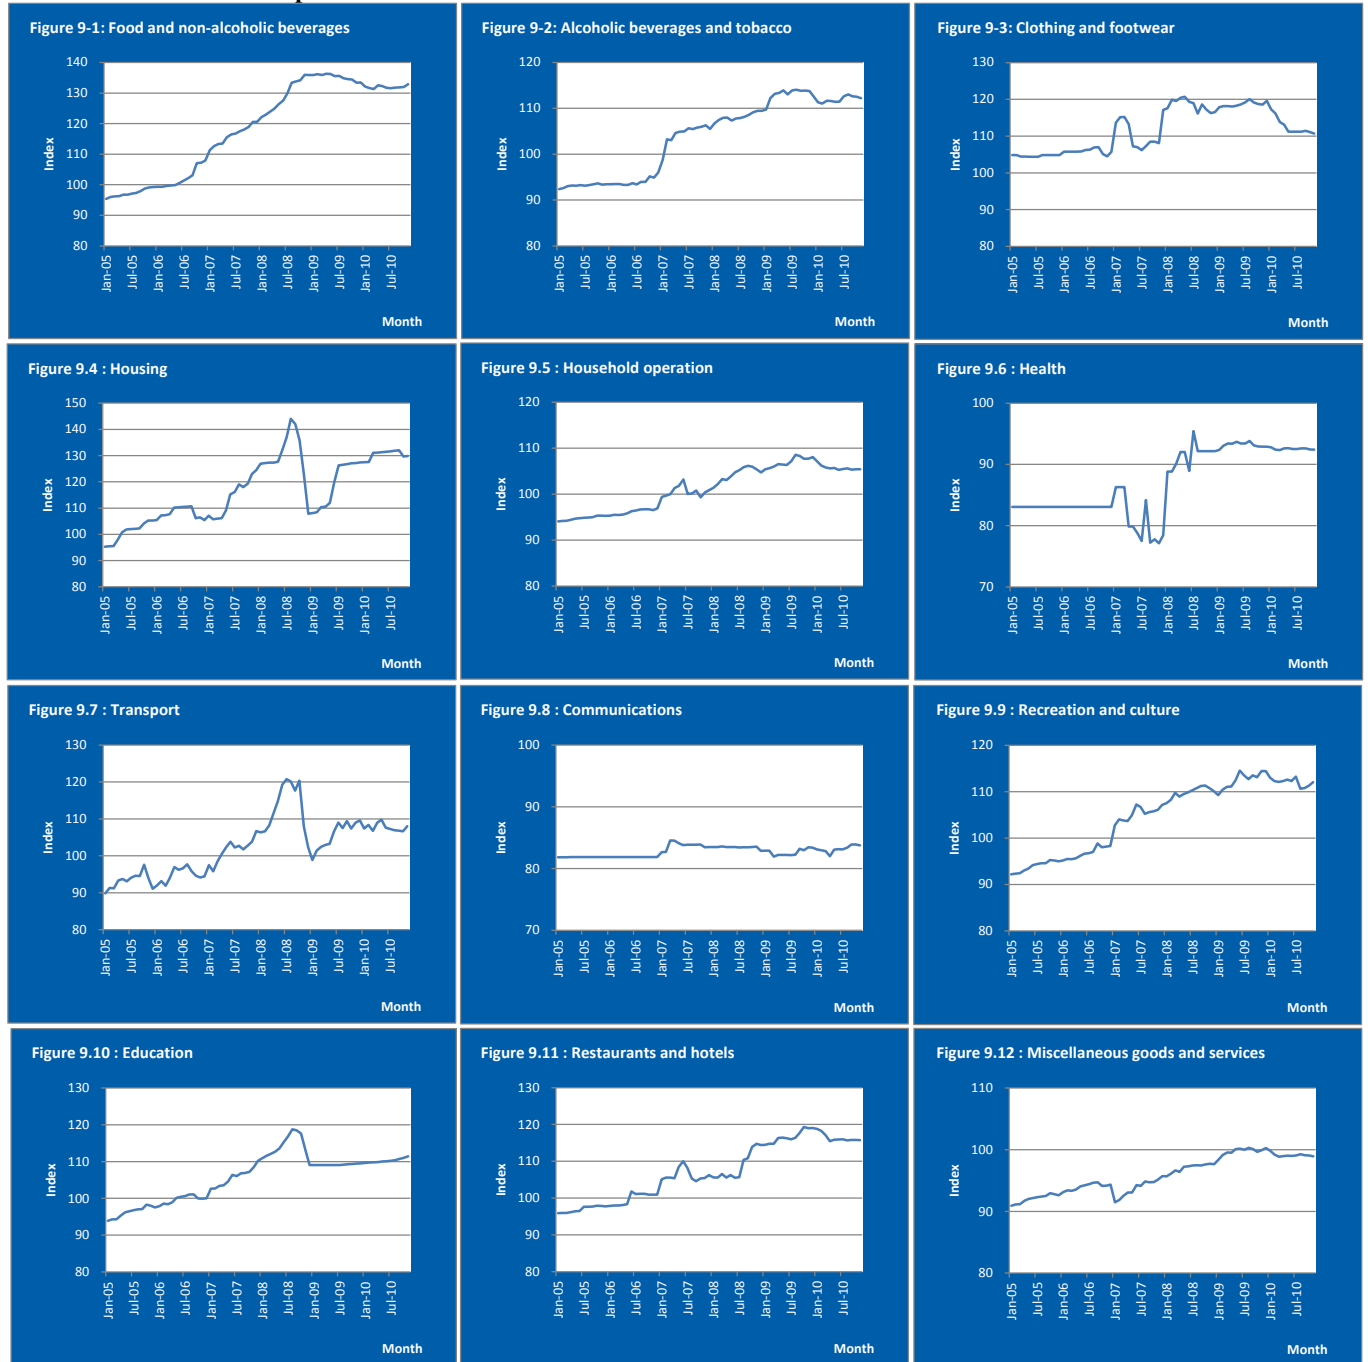 Figure 9-1: Food and non-alcoholic beverages
140
130
120
110
100
90
80
Index
Jan-05
Jul-05
Jan-06
Jul-06
Jan-07
Jul-07
Jan-08
Jul-08
Jan-09
Jul-09
Jan-10
Jul-10
Month
Figure 9-2: Alcoholic beverages and tobacco
120
110
100
90
80
Index
Jan-05
Jul-05
Jan-06
Jul-06
Jan-07
Jul-07
Jan-08
Jul-08
Jan-09
Jul-09
Jan-10
Jul-10
Month
Figure 9-3: Clothing and footwear
130
120
110
100
90
80
Index
Jan-05
Jul-05
Jan-06
Jul-06
Jan-07
Jul-07
Jan-08
Jul-08
Jan-09
Jul-09
Jan-10
Jul-10
Month
Figure 9.4 : Housing
150
140
130
120
110
100
90
80
Index
Jan-05
Jul-05
Jan-06
Jul-06
Jan-07
Jul-07
Jan-08
Jul-08
Jan-09
Jul-09
Jan-10
Jul-10
Month
Figure 9.5 : Household operation
120
110
100
90
80
Index
Jan-05
Jul-05
Jan-06
Jul-06
Jan-07
Jul-07
Jan-08
Jul-08
Jan-09
Jul-09
Jan-10
Jul-10
Month
Figure 9.6 : Health
100
90
80
70
Index
Jan-05
Jul-05
Jan-06
Jul-06
Jan-07
Jul-07
Jan-08
Jul-08
Jan-09
Jul-09
Jan-10
Jul-10
Month
Figure 9.7 : Transport
130
120
110
100
90
80
Index
Jan-05
Jul-05
Jan-06
Jul-06
Jan-07
Jul-07
Jan-08
Jul-08
Jan-09
Jul-09
Jan-10
Jul-10
Month
Figure 9.8 : Communications
100
90
80
70
Index
Jan-05
Jul-05
Jan-06
Jul-06
Jan-07
Jul-07
Jan-08
Jul-08
Jan-09
Jul-09
Jan-10
Jul-10
Month
Figure 9.9 : Recreation and culture
120
110
100
90
80
Index
Jan-05
Jul-05
Jan-06
Jul-06
Jan-07
Jul-07
Jan-08
Jul-08
Jan-09
Jul-09
Jan-10
Jul-10
Month
Figure 9.10 : Education
130
120
110
100
90
80
Index
Jan-05
Jul-05
Jan-06
Jul-06
Jan-07
Jul-07
Jan-08
Jul-08
Jan-09
Jul-09
Jan-10
Jul-10
Month
Figure 9.11 : Restaurants and hotels
130
120
110
100
90
80
Index
Jan-05
Jul-05
Jan-06
Jul-06
Jan-07
Jul-07
Jan-08
Jul-08
Jan-09
Jul-09
Jan-10
Jul-10
Month
Figure 9.12 : Miscellaneous goods and services
110
100
90
80
Index
Jan-05
Jul-05
Jan-06
Jul-06
Jan-07
Jul-07
Jan-08
Jul-08
Jan-09
Jul-09
Jan-10
Jul-10
Month